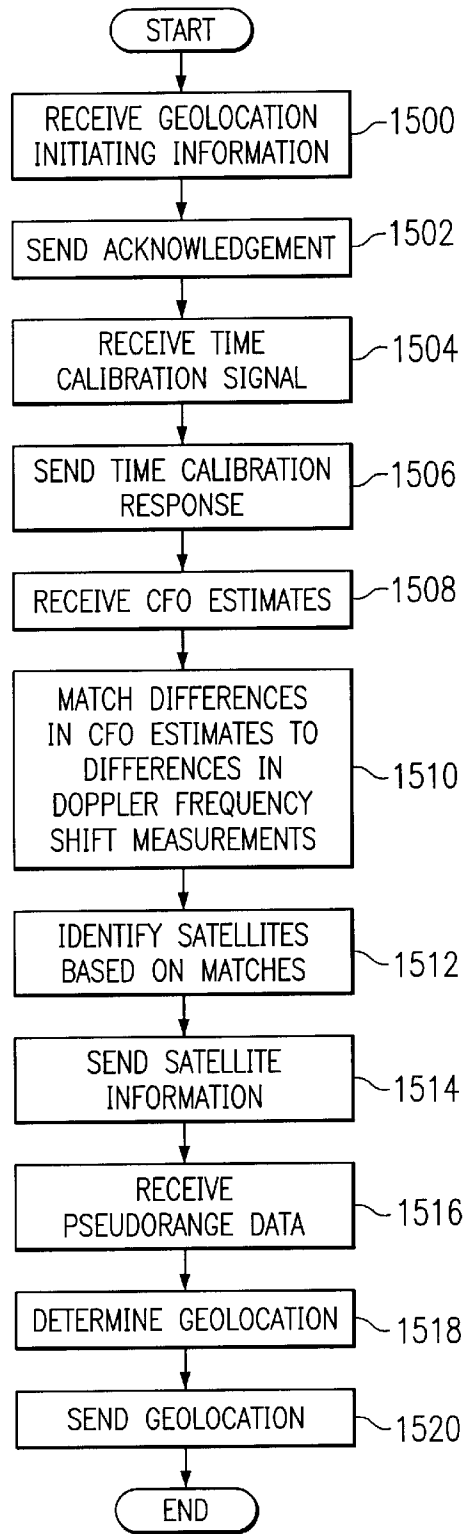 START
RECEIVE GEOLOCATION
INITIATING INFORMATION
1500
SEND ACKNOWLEDGEMENT
1502
RECEIVE TIME
CALIBRATION SIGNAL
1504
SEND TIME CALIBRATION
RESPONSE
1506
RECEIVE CFO ESTIMATES
1508
MATCH DIFFERENCES
IN CFO ESTIMATES TO
DIFFERENCES IN
DOPPLER FREQUENCY
SHIFT MEASUREMENTS
1510
IDENTIFY SATELLITES
BASED ON MATCHES
1512
SEND SATELLITE
INFORMATION
1514
RECEIVE
PSEUDORANGE DATA
1516
DETERMINE GEOLOCATION
1518
SEND GEOLOCATION
1520
END